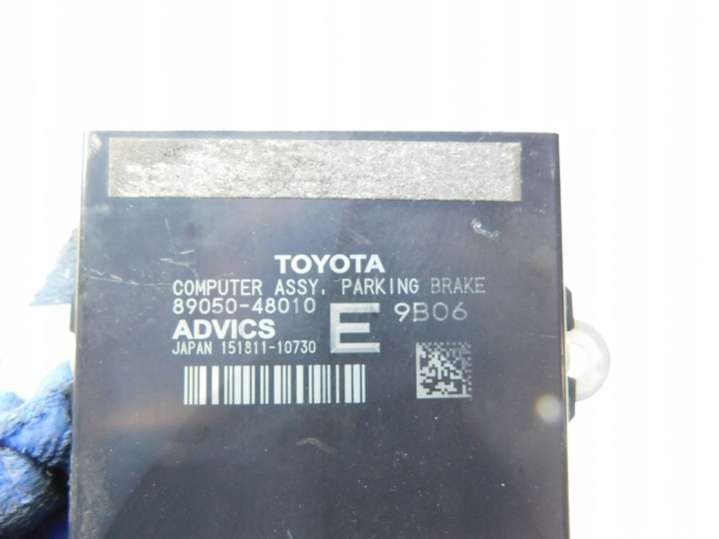 TOYOTA
COMPUTER ASSY, PARKING BRAKE
89050-48010 E 9B06
ADVICS
JAPAN 151811-10730